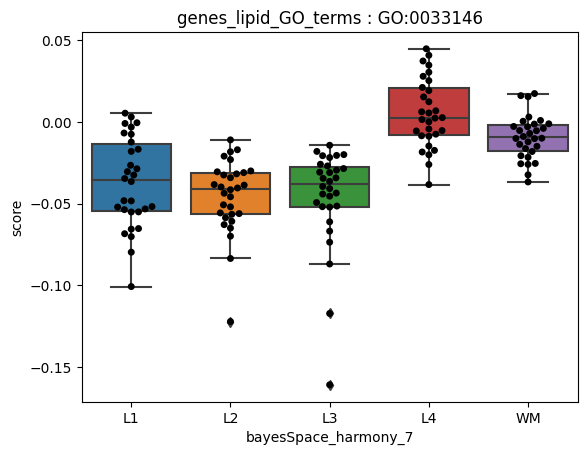 genes_lipid_GO_terms : GO:0033146
0.05
0.00
−0.05
−0.10
−0.15
score
L1 L2 L3 L4 WM
bayesSpace_harmony_7